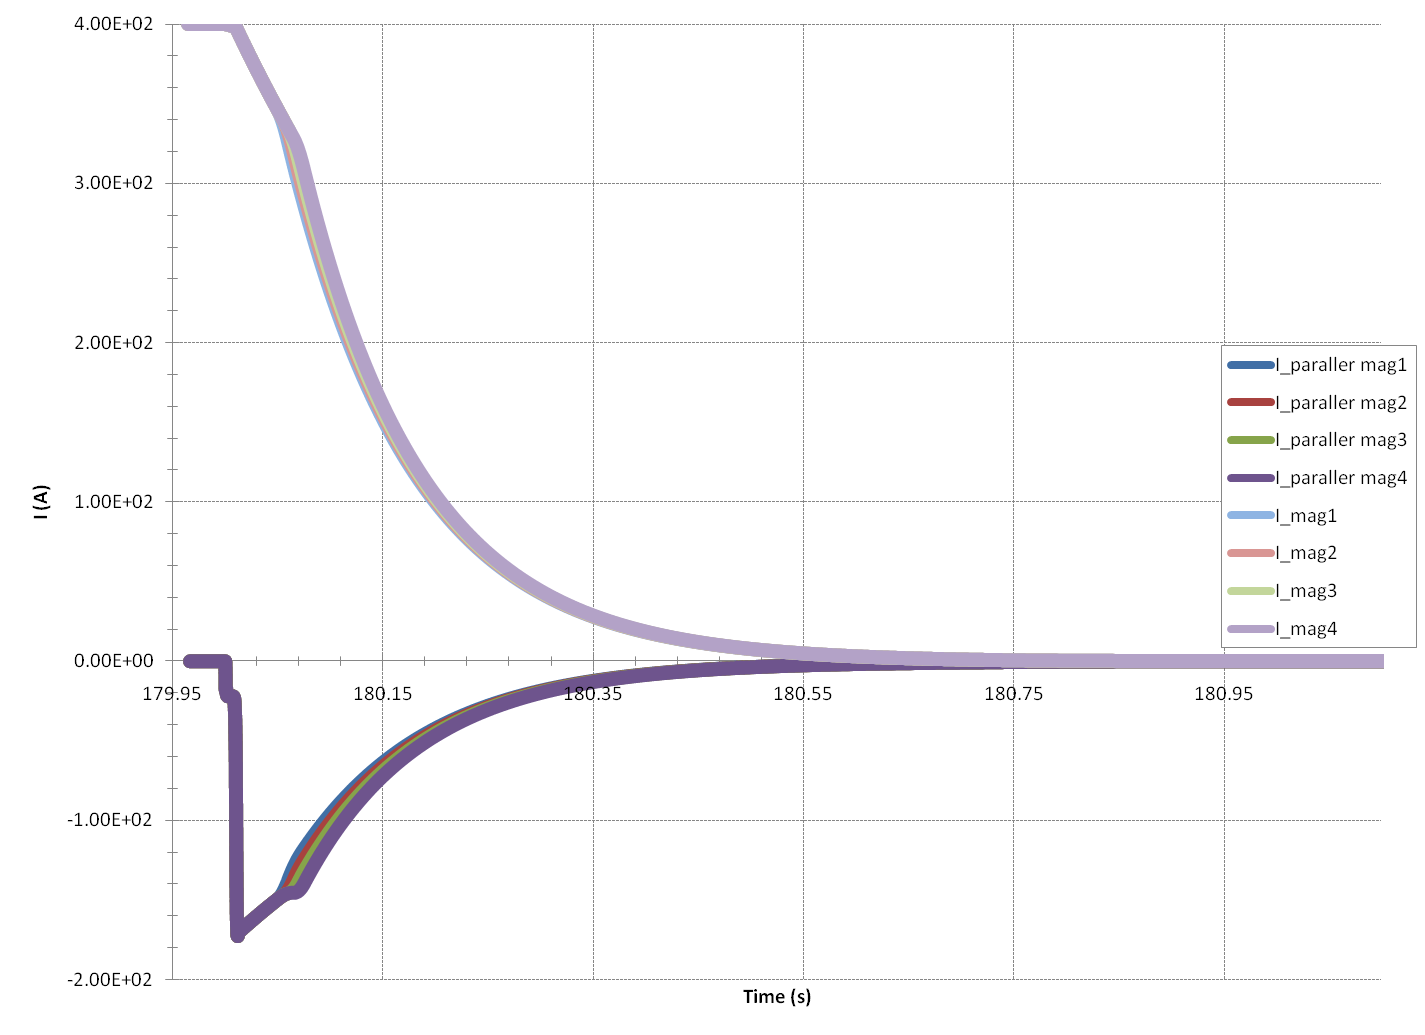 4.00E+02
3.00E+02
2.00E+02
1.00E+02
0.00E+00
-1.00E+02
-2.00E+02
I (A)
179.95 180.15 180.35 180.55 180.75 180.95
Time (s)
I_paraller mag1
I_paraller mag2
I_paraller mag3
I_paraller mag4
I_mag1
I_mag2
I_mag3
I_mag4